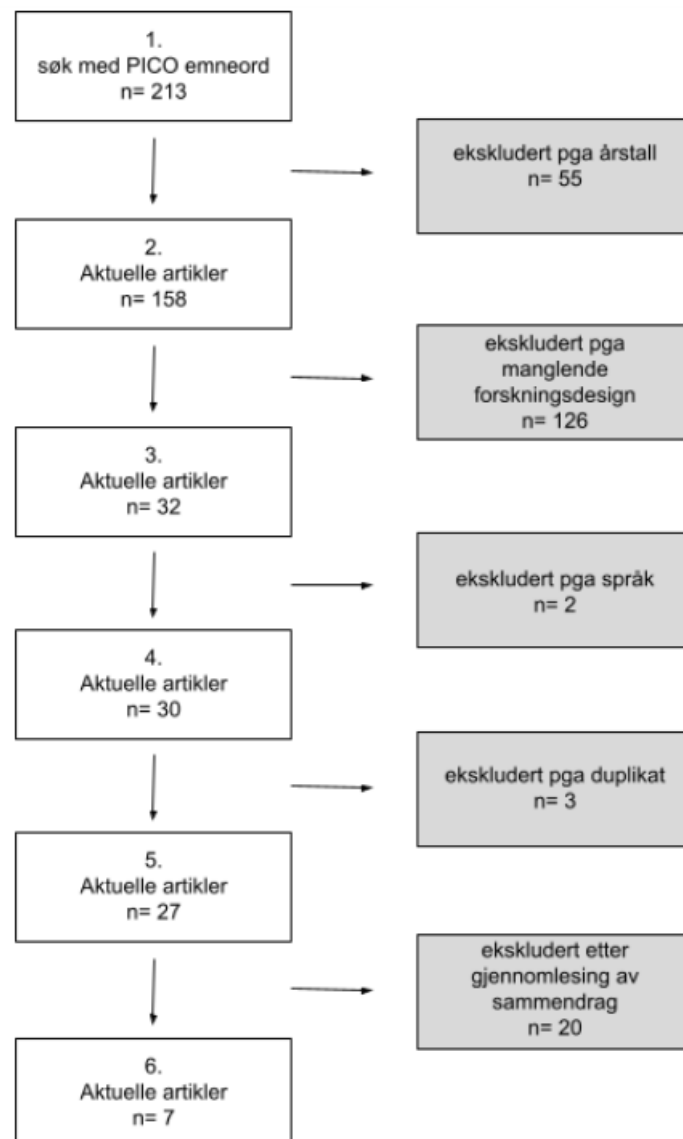 1.
søk med PICO emneord
n= 213
ekskludert pga årstall
n= 55
2.
Aktuelle artikler
n= 158
ekskludert pga
manglende
forskningsdesign
n= 126
3.
Aktuelle artikler
n= 32
ekskludert pga språk
n= 2
4.
Aktuelle artikler
n= 30
ekskludert pga duplikat
n= 3
5.
Aktuelle artikler
n= 27
ekskludert etter
gjennomlesing av
sammendrag
n= 20
6.
Aktuelle artikler
n= 7